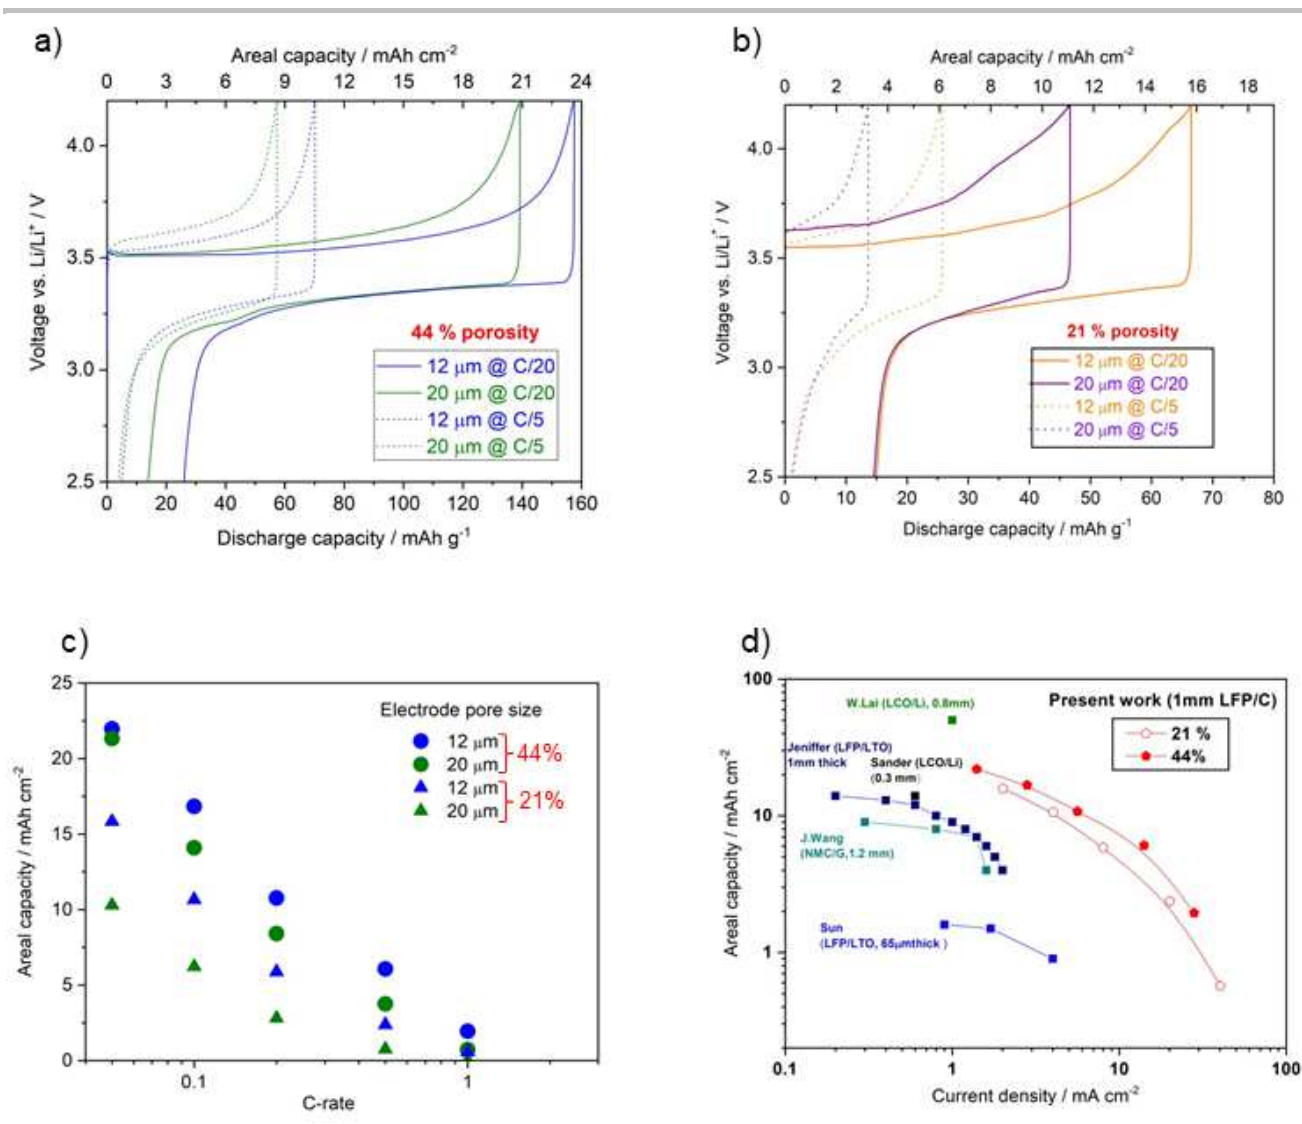 a)
Areal capacity / mAh cm-2
0 3 6 9 12 15 18 21 24
4.0
3.5
3.0
2.5
Voltage vs. Li/Li+ / V
44 % porosity
12 μm @ C/20
20 μm @ C/20
12 μm @ C/5
20 μm @ C/5
0 20 40 60 80 100 120 140 160
Discharge capacity / mAh g-1
b)
Areal capacity / mAh cm-2
0 2 4 6 8 10 12 14 16 18
4.0
3.5
3.0
2.5
Voltage vs. Li/Li+ / V
21 % porosity
12 μm @ C/20
20 μm @ C/20
12 μm @ C/5
20 μm @ C/5
0 10 20 30 40 50 60 70 80
Discharge capacity / mAh g-1
c)
25
20
15
10
5
0
Areal capacity / mAh cm-2
Electrode pore size
12 μm
20 μm
44%
12 μm
20 μm
21%
0.1 1
C-rate
d)
100
10
1
Areal capacity / mAh cm-2
Present work (1mm LFP/C)
21 %
44%
W.Lai (LCO/Li, 0.8mm)
Jeniffer (LFP/LTO)
1mm thick
Sander (LCO/Li)
(0.3 mm)
J.Wang
(NMC/G,1.2 mm)
Sun
(LFP/LTO, 65μmthick )
0.1 1 10 100
Current density / mA cm-2